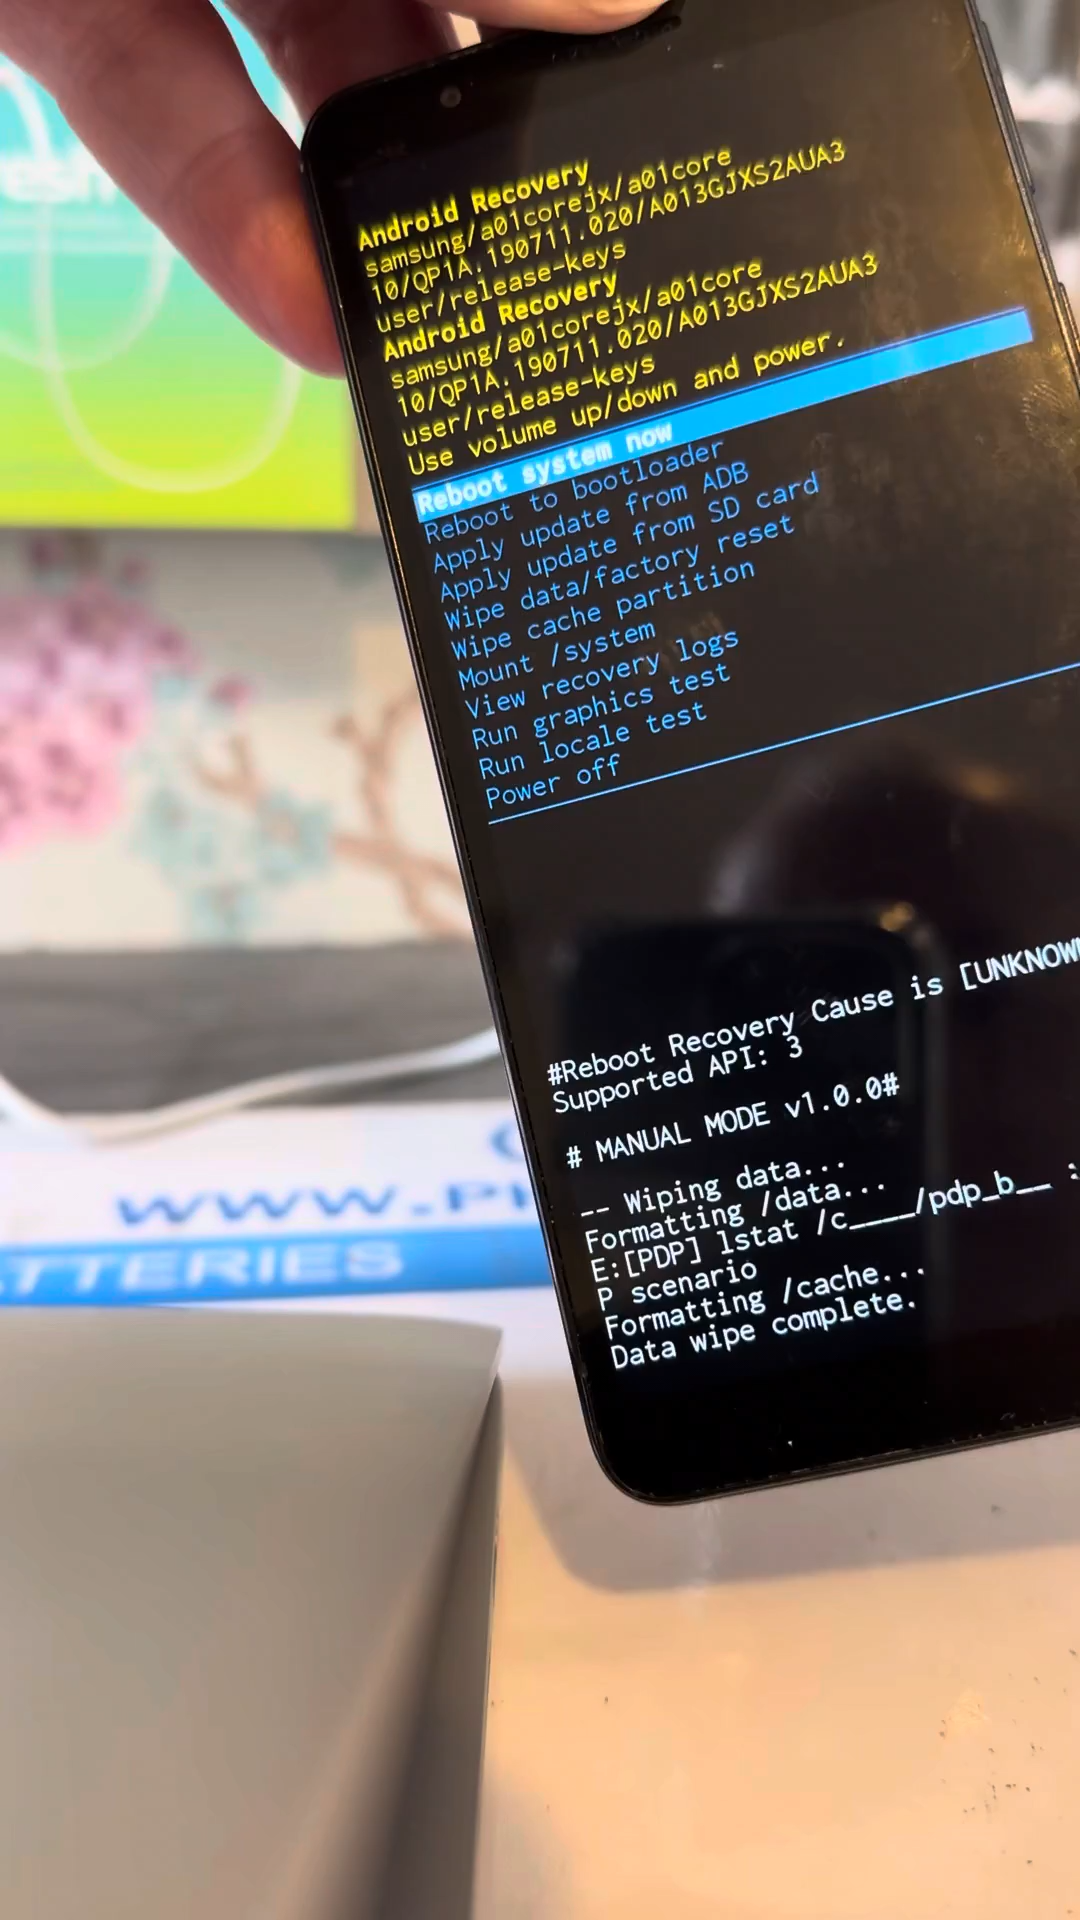 Android Recovery
samsung/a01corejx/a01core
10/QP1A.190711.020/A013GJXS2AUA3
user/release-keys
Android Recovery
samsung/a01corejx/a01core
10/QP1A.190711.020/A013GJXS2AUA3
user/release-keys
Use volume up/down and power.
Reboot system now
Reboot to bootloader
Apply update from ADB
Apply update from SD card
Wipe data/factory reset
Wipe cache partition
Mount /system
View recovery logs
Run graphics test
Run locale test
Power off
#Reboot Recovery Cause is [UNKNOWN
Supported API: 3
# MANUAL MODE v1.0.0#
-- Wiping data...
Formatting /data...
E:[PDP] lstat /c____/pdp_b__ :
P scenario
Formatting /cache...
Data wipe complete.
WWW.P
TTERIES